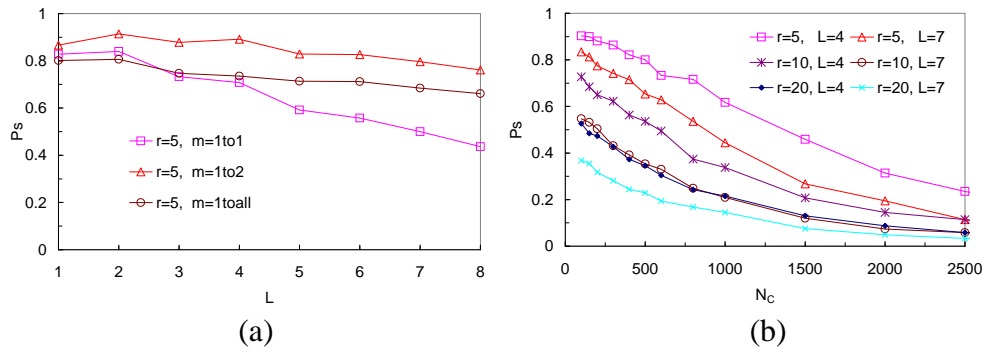 1
0.8
0.6
0.4
0.2
0
Ps
r=5, m=1to1
r=5, m=1to2
r=5, m=1toall
1 2 3 4 5 6 7 8
L
(a)
1
0.8
0.6
0.4
0.2
0
Ps
r=5, L=4 r=5, L=7
r=10, L=4 r=10, L=7
r=20, L=4 r=20, L=7
0 500 1000 1500 2000 2500
N_C
(b)